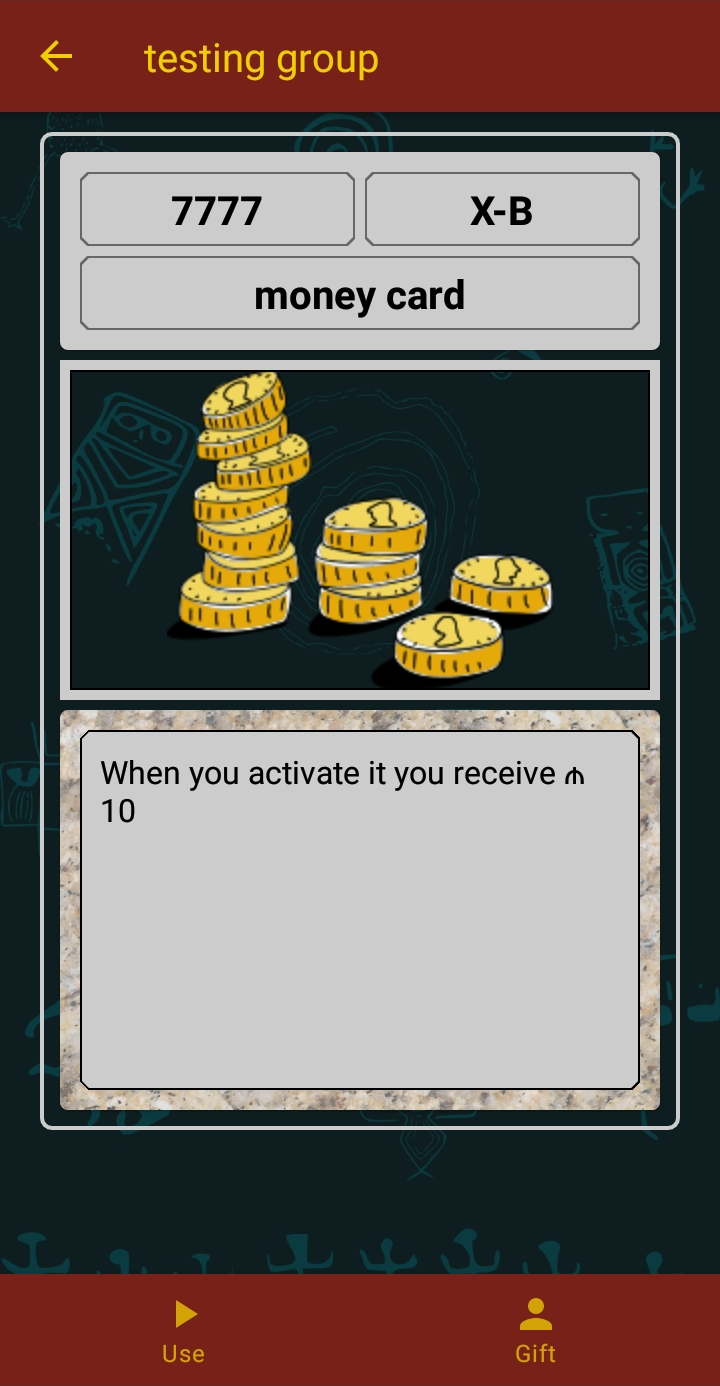 testing group
7777
X-B
money card
When you activate it you receive ₼
10
Use
Gift